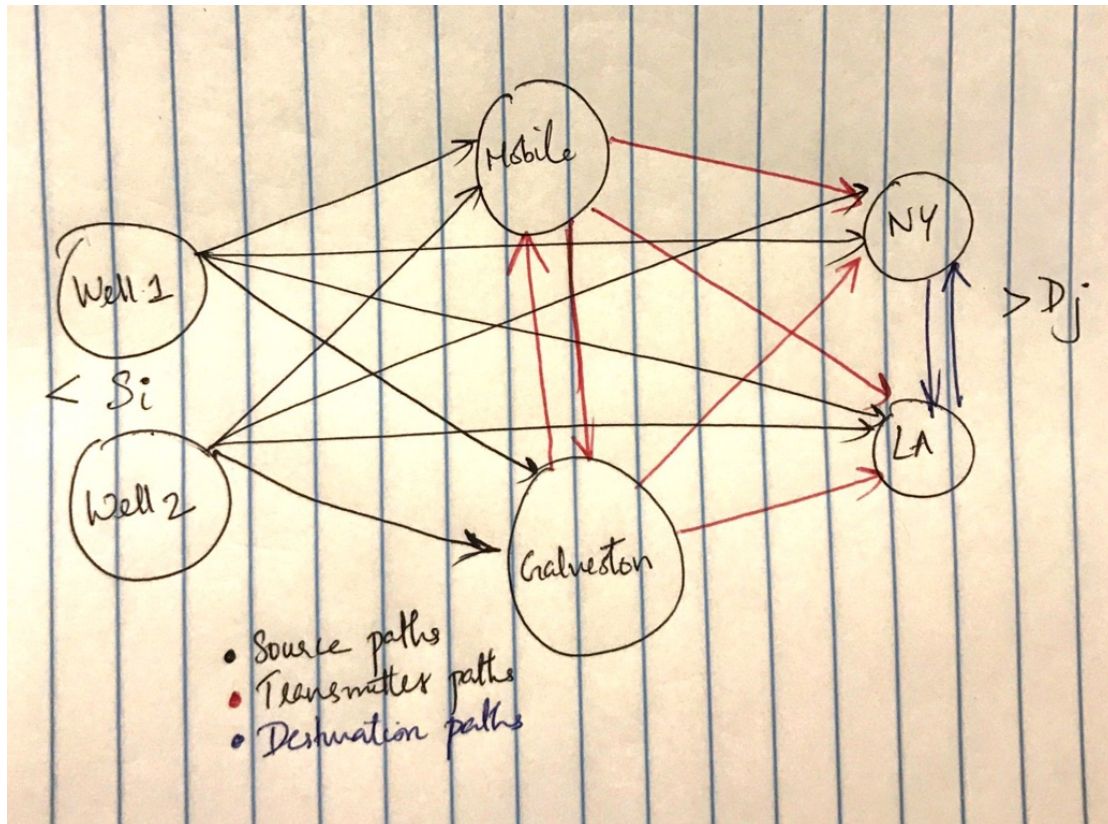 Mobile
NY
Well 1
> Dj
< Si
LA
Well 2
Galveston
• Source paths
• Transmitter paths
• Destination paths